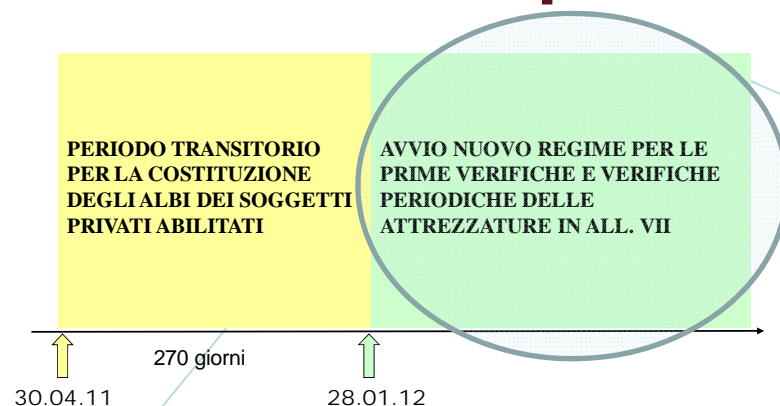 PERIODO TRANSITORIO
PER LA COSTITUZIONE
DEGLI ALBI DEI SOGGETTI
PRIVATI ABILITATI
AVVIO NUOVO REGIME PER LE
PRIME VERIFICHE E VERIFICHE
PERIODICHE DELLE
ATTREZZATURE IN ALL. VII
270 giorni
30.04.11
28.01.12